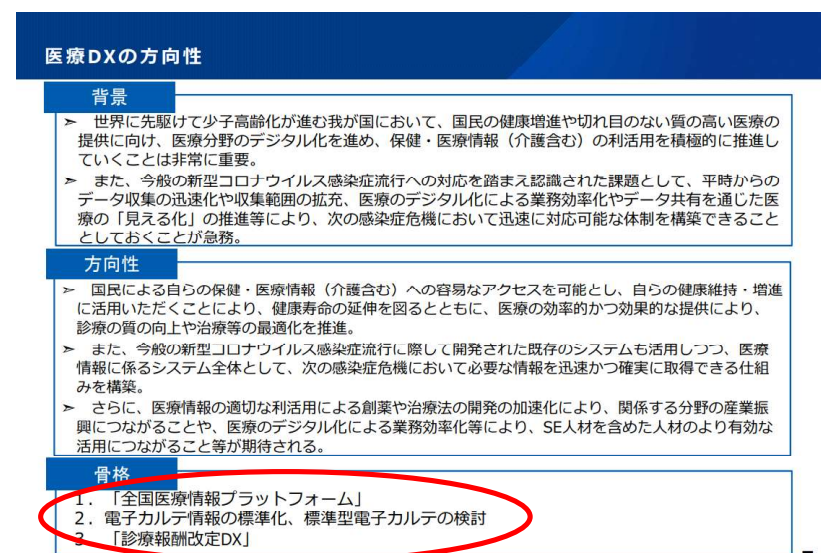 医療DXの方向性
背景
➢ 世界に先駆けて少子高齢化が進む我が国において、国民の健康増進や切れ目のない質の高い医療の
提供に向け、医療分野のデジタル化を進め、保健・医療情報（介護含む）の利活用を積極的に推進し
ていくことは非常に重要。
➢ また、今般の新型コロナウイルス感染症流行への対応を踏まえ認識された課題として、平時からの
データ収集の迅速化や収集範囲の拡充、医療のデジタル化による業務効率化やデータ共有を通じた医
療の「見える化」の推進等により、次の感染症危機において迅速に対応可能な体制を構築できること
としておくことが急務。
方向性
➢ 国民による自らの保健・医療情報（介護含む）への容易なアクセスを可能とし、自らの健康維持・増進
に活用いただくことにより、健康寿命の延伸を図るとともに、医療の効率的かつ効果的な提供により、
診療の質の向上や治療等の最適化を推進。
➢ また、今般の新型コロナウイルス感染症流行に際して開発された既存のシステムも活用しつつ、医療
情報に係るシステム全体として、次の感染症危機において必要な情報を迅速かつ確実に取得できる仕組
みを構築。
➢ さらに、医療情報の適切な利活用による創薬や治療法の開発の加速化により、関係する分野の産業振
興につながることや、医療のデジタル化による業務効率化等により、SE人材を含めた人材のより有効な
活用につながること等が期待される。
骨格
1．「全国医療情報プラットフォーム」
2．電子カルテ情報の標準化、標準型電子カルテの検討
3．「診療報酬改定DX」